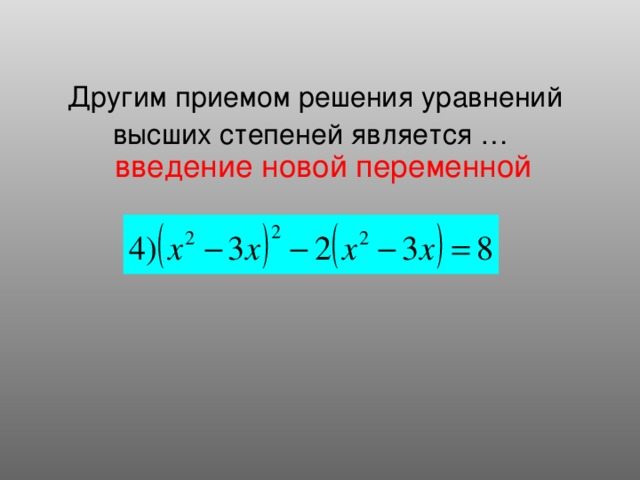 Другим приемом решения уравнений
высших степеней является …
введение новой переменной
4)(x² − 3x)² − 2(x² − 3x) = 8